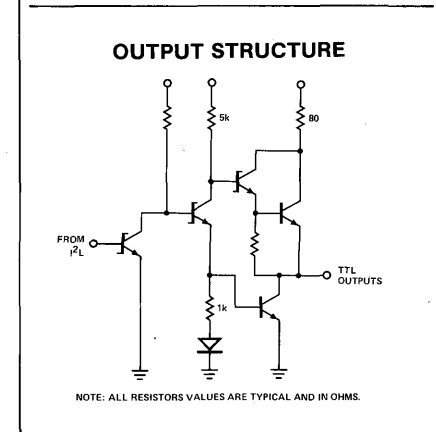 OUTPUT STRUCTURE
5k
80
FROM
I²L
TTL
OUTPUTS
1k
NOTE: ALL RESISTORS VALUES ARE TYPICAL AND IN OHMS.